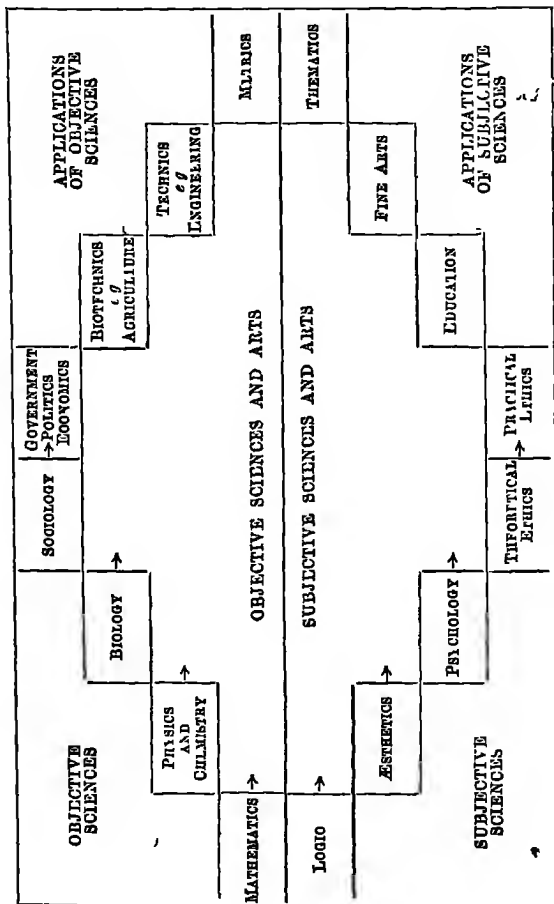 OBJECTIVE
SCIENCES
SOCIOLOGY
GOVERNMENT
POLITICS
ECONOMICS
APPLICATIONS
OF OBJECTIVE
SCIENCES
BIOLOGY
BIOTECHNICS
e g
AGRICULTURE
PHYSICS
AND
CHEMISTRY
TECHNICS
e g
ENGINEERING
MATHEMATICS
OBJECTIVE SCIENCES AND ARTS
METRICS
LOGIC
SUBJECTIVE SCIENCES AND ARTS
THEMATICS
ÆSTHETICS
FINE ARTS
PSYCHOLOGY
EDUCATION
SUBJECTIVE
SCIENCES
THEORETICAL
ETHICS
PRACTICAL
ETHICS
APPLICATIONS
OF SUBJECTIVE
SCIENCES